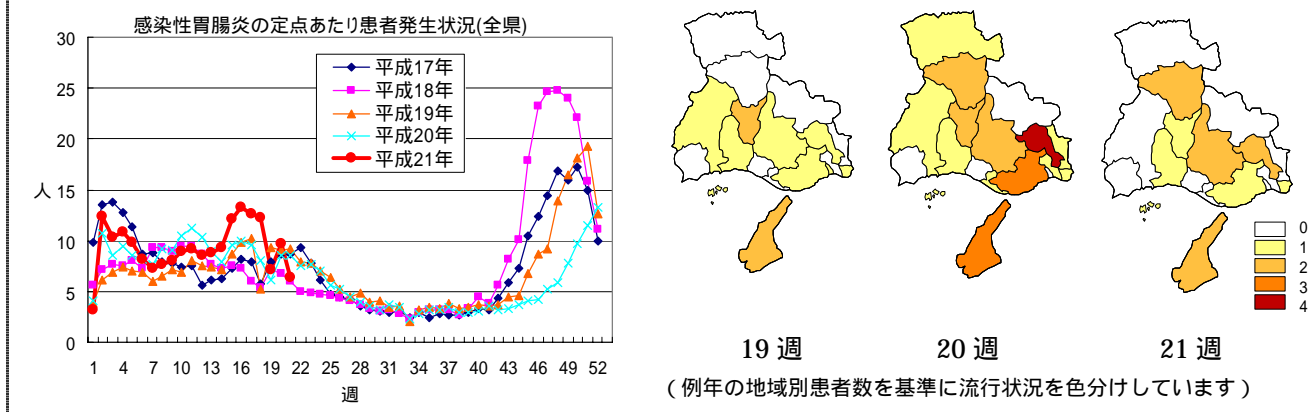 感染性胃腸炎の定点あたり患者発生状況(全県)
30
25
20
15
10
5
0
人
平成17年
平成18年
平成19年
平成20年
平成21年
1 4 7 10 13 16 19 22 25 28 31 34 37 40 43 46 49 52
週
0
1
2
3
4
19 週 20 週 21 週
(例年の地域別患者数を基準に流行状況を色分けしています)